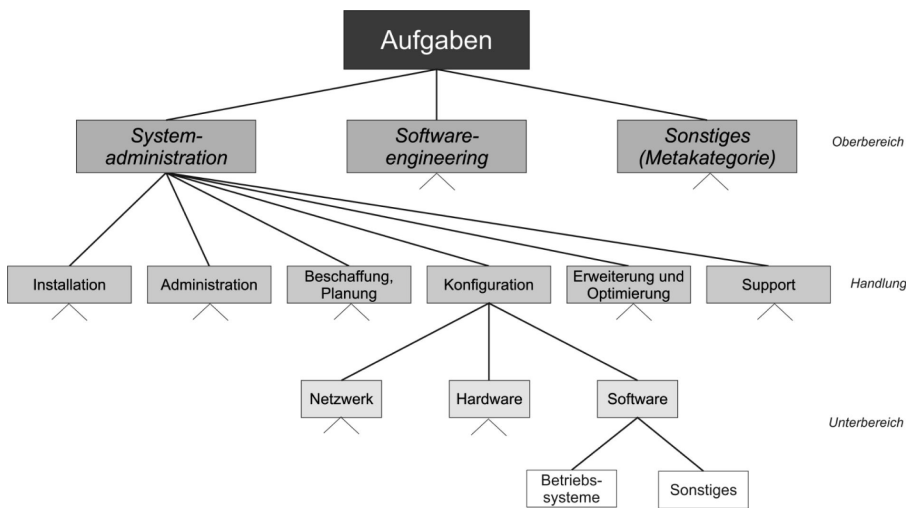 Aufgaben
System-
administration
Software-
engineering
Sonstiges
(Metakategorie)
Oberbereich
Installation
Administration
Beschaffung,
Planung
Konfiguration
Erweiterung und
Optimierung
Support
Handlung
Netzwerk
Hardware
Software
Unterbereich
Betriebs-
systeme
Sonstiges